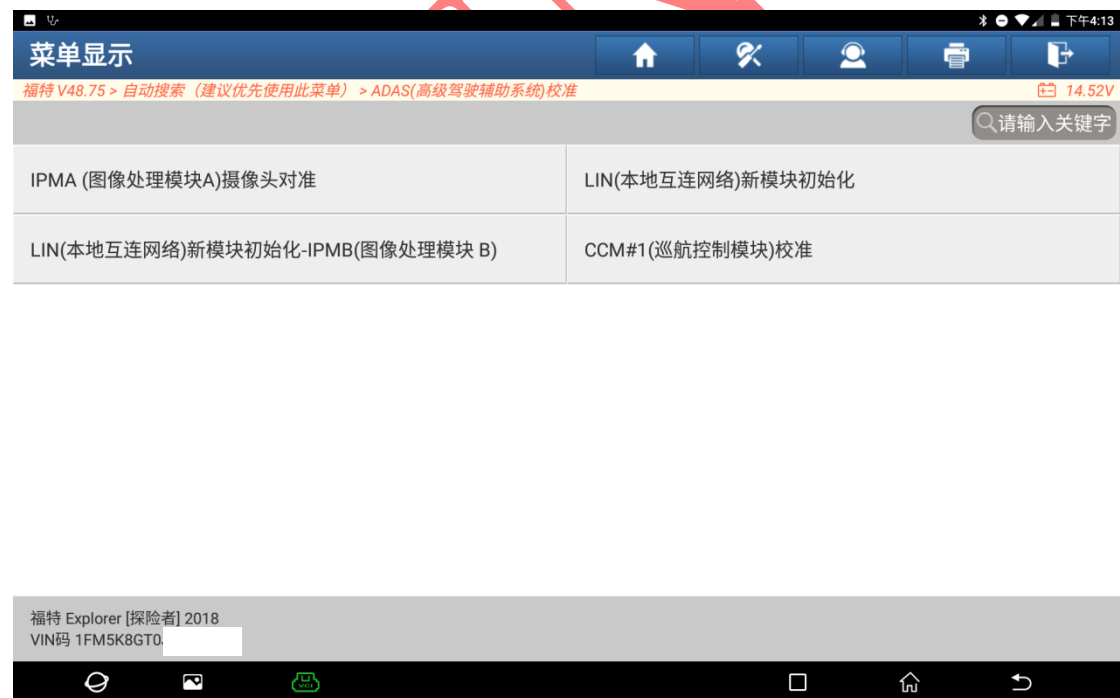 下午4:13
菜单显示
福特 V48.75 > 自动搜索（建议优先使用此菜单） > ADAS(高级驾驶辅助系统)校准
14.52V
请输入关键字
IPMA (图像处理模块A)摄像头对准
LIN(本地互连网络)新模块初始化
LIN(本地互连网络)新模块初始化-IPMB(图像处理模块 B)
CCM#1(巡航控制模块)校准
福特 Explorer [探险者] 2018
VIN码 1FM5K8GT0
VCI